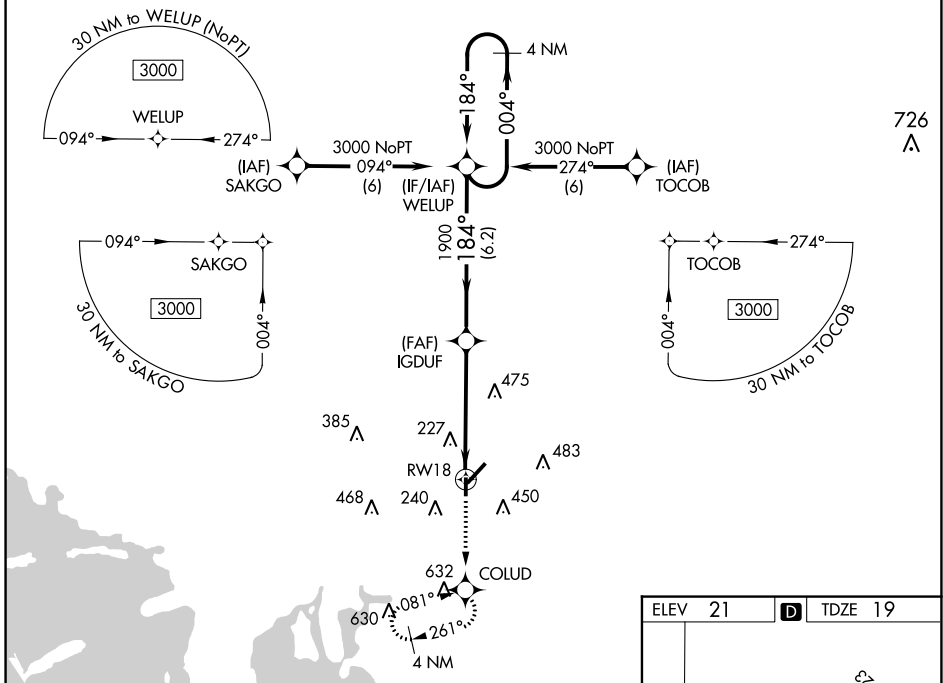 30 NM to WELUP (NoPT)
3000
WELUP
094°
274°
4 NM
184°
004°
726
3000 NoPT
094°
(6)
(IAF)
SAKGO
(IF/IAF)
WELUP
3000 NoPT
274°
(6)
(IAF)
TOCOB
1900
184°
(6.2)
094°
SAKGO
3000
004°
30 NM to SAKGO
274°
TOCOB
3000
004°
30 NM to TOCOB
(FAF)
IGDUF
475
385
227
483
RW18
468
240
450
632
COLUD
081°
630
261°
4 NM
ELEV 21
D
TDZE 19